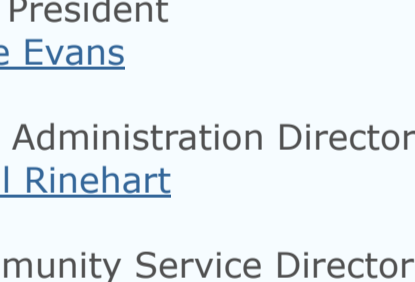 President
e Evans
Administration Director
l Rinehart
munity Service Director